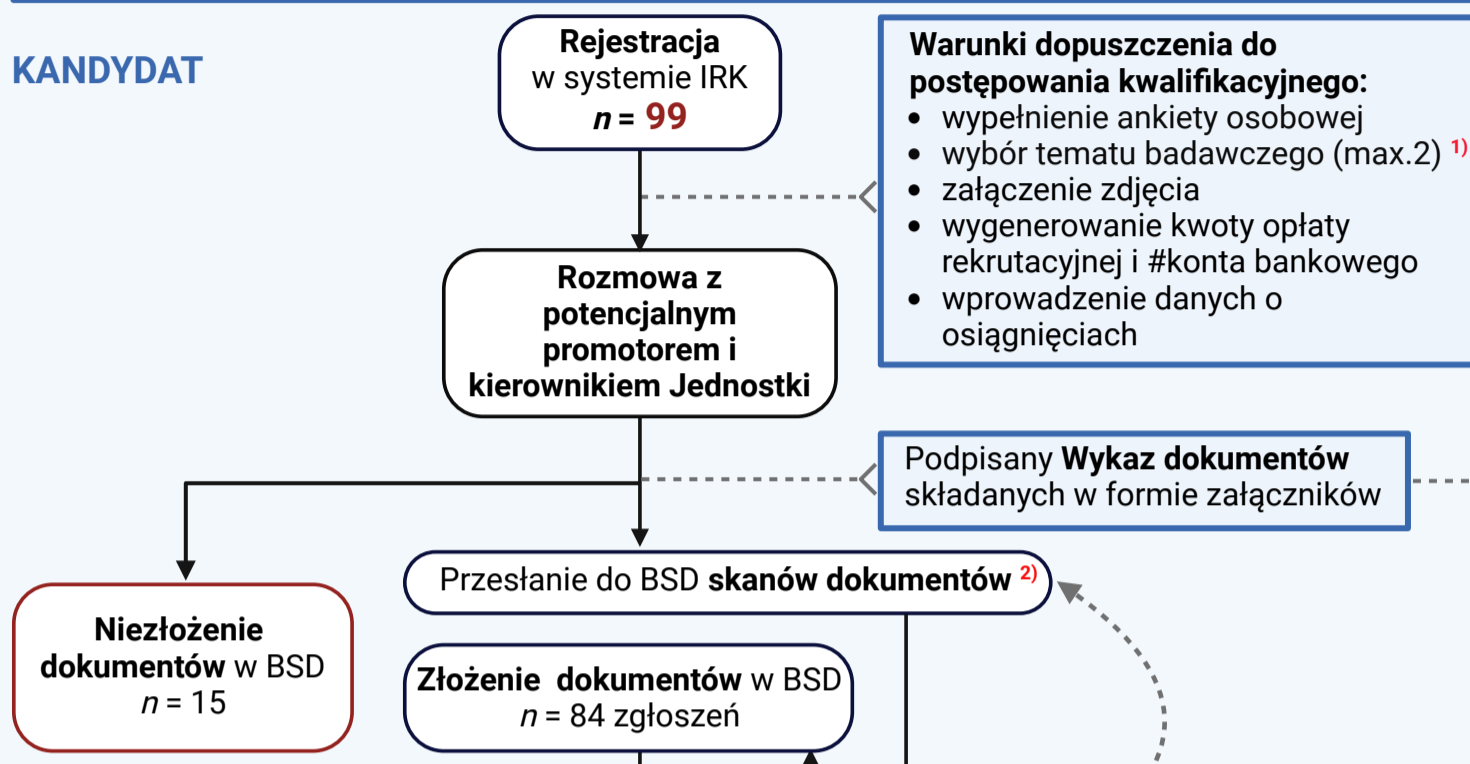 KANDYDAT
Rejestracja
w systemie IRK
n = 99
Warunki dopuszczenia do
postępowania kwalifikacyjnego:
• wypełnienie ankiety osobowej
• wybór tematu badawczego (max.2) 1)
• załączenie zdjęcia
• wygenerowanie kwoty opłaty
rekrutacyjnej i #konta bankowego
• wprowadzenie danych o
osiągnięciach
Rozmowa z
potencjalnym
promotorem i
kierownikiem Jednostki
Podpisany Wykaz dokumentów
składanych w formie załączników
Przesłanie do BSD skanów dokumentów 2)
Niezłożenie
dokumentów w BSD
n = 15
Złożenie dokumentów w BSD
n = 84 zgłoszeń